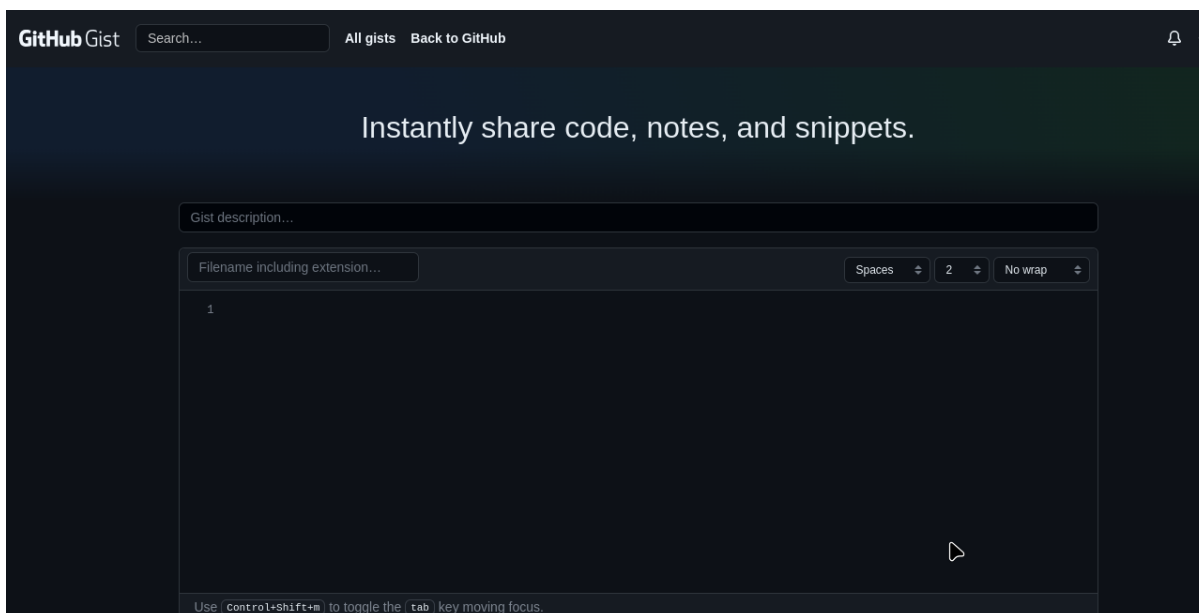 GitHub Gist Search… All gists Back to GitHub
Instantly share code, notes, and snippets.
Gist description…
Filename including extension… Spaces 2 No wrap
1
Use Control+Shift+m to toggle the tab key moving focus.